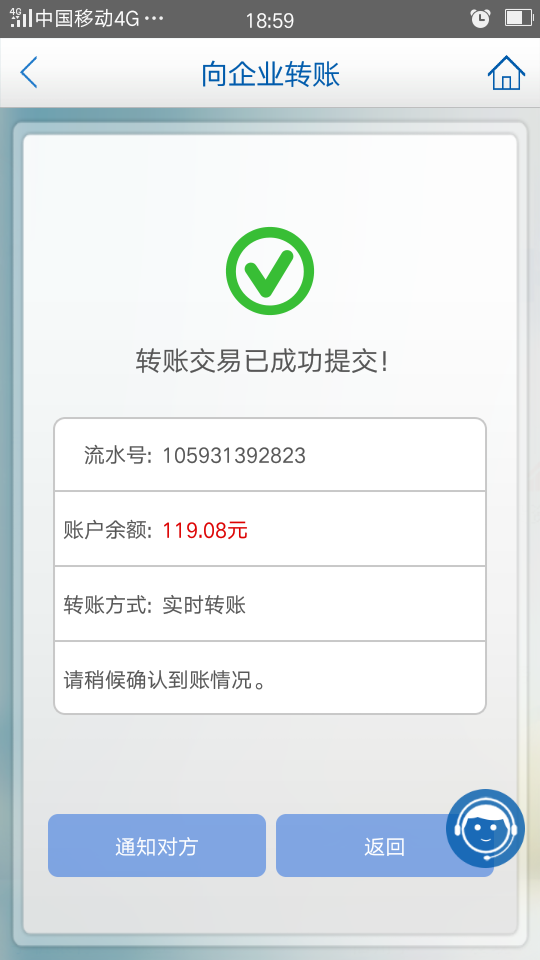 4G 中国移动4G ··· 18:59
向企业转账
转账交易已成功提交!
流水号: 105931392823
账户余额: 119.08元
转账方式: 实时转账
请稍候确认到账情况。
通知对方 返回